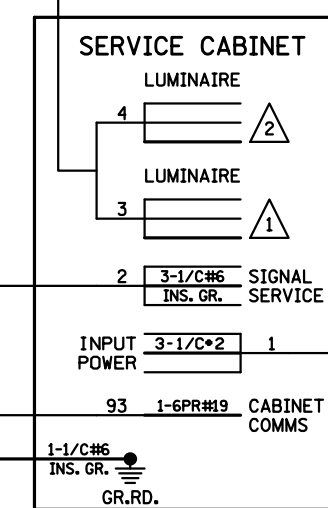 SERVICE CABINET
LUMINAIRE
4
2
LUMINAIRE
3
1
2 3-1/C#6 SIGNAL
INS. GR. SERVICE
INPUT 3-1/C•2 1
POWER
93 1-6PR#19 CABINET
COMMS
1-1/C#6
INS. GR.
GR.RD.